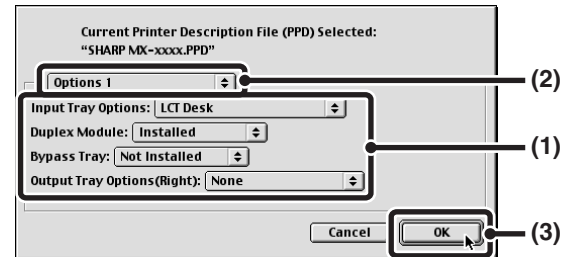 Current Printer Description File (PPD) Selected:
"SHARP MX-xxxx.PPD"
Options 1
(2)
Input Tray Options: LCT Desk
Duplex Module: Installed
(1)
Bypass Tray: Not Installed
Output Tray Options(Right): None
Cancel
OK
(3)